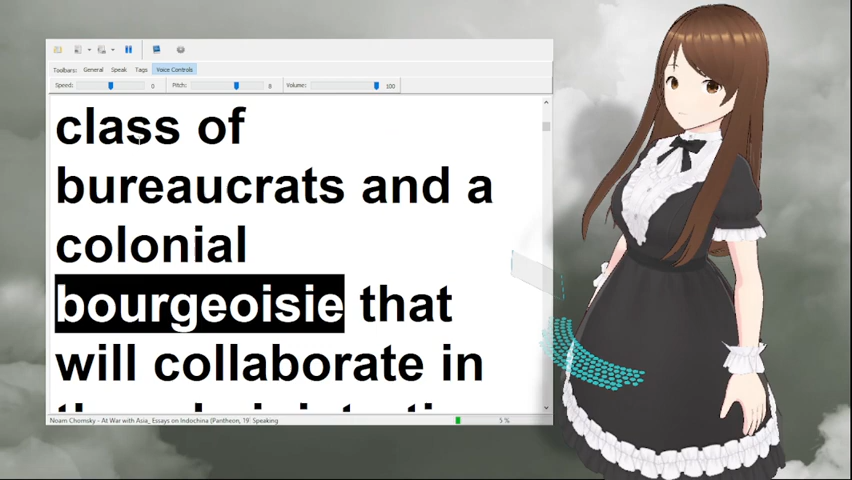 Toolbars: General Speak Tags Voice Controls
Speed: 0 Pitch: 8 Volume: 100
class of
bureaucrats and a
colonial
bourgeoisie that
will collaborate in
Noam Chomsky - At War with Asia_ Essays on Indochina (Pantheon, 19 Speaking 5 %